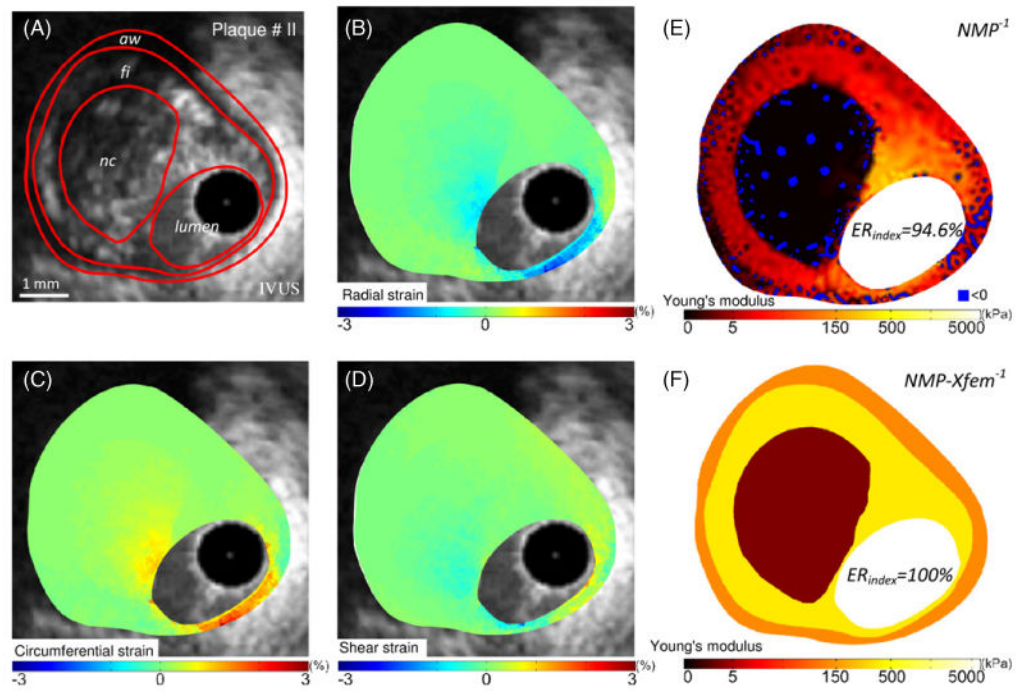 (A)
Plaque # II
aw
fi
nc
lumen
1 mm
IVUS
(B)
Radial strain
-3
0
3
(%)
(E)
NMP⁻¹
ERindex=94.6%
<0
Young's modulus
0
5
150
500
5000
(kPa)
(C)
Circumferential strain
-3
0
3
(%)
(D)
Shear strain
-3
0
3
(%)
(F)
NMP-Xfem⁻¹
ERindex=100%
Young's modulus
0
5
150
500
5000
(kPa)